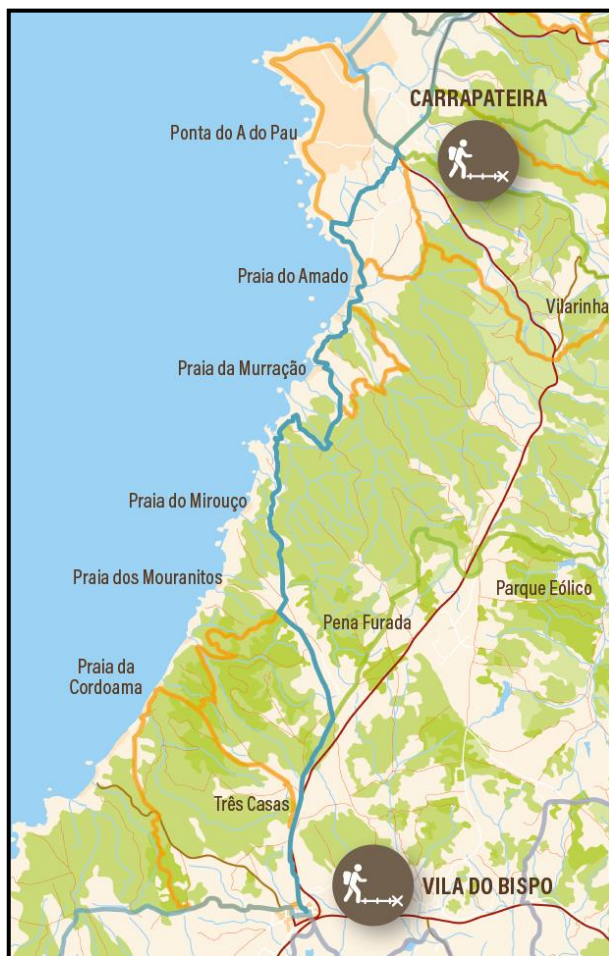 CARRAPATEIRA
Ponta do A do Pau
Praia do Amado
Vilarinha
Praia da Murração
Praia do Mirouço
Praia dos Mouranitos
Parque Eólico
Pena Furada
Praia da
Cordoama
Três Casas
VILA DO BISPO